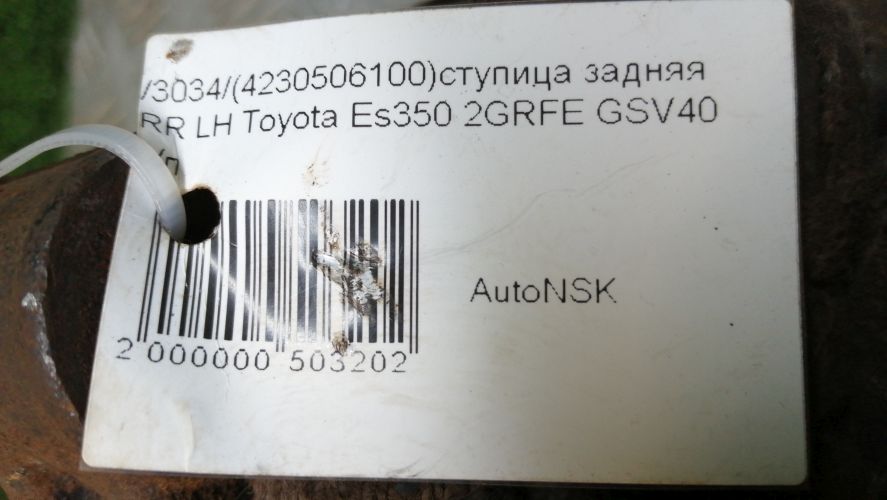 /3034/(4230506100)ступица задняя
RR LH Toyota Es350 2GRFE GSV40
AutoNSK
2 000000 503202